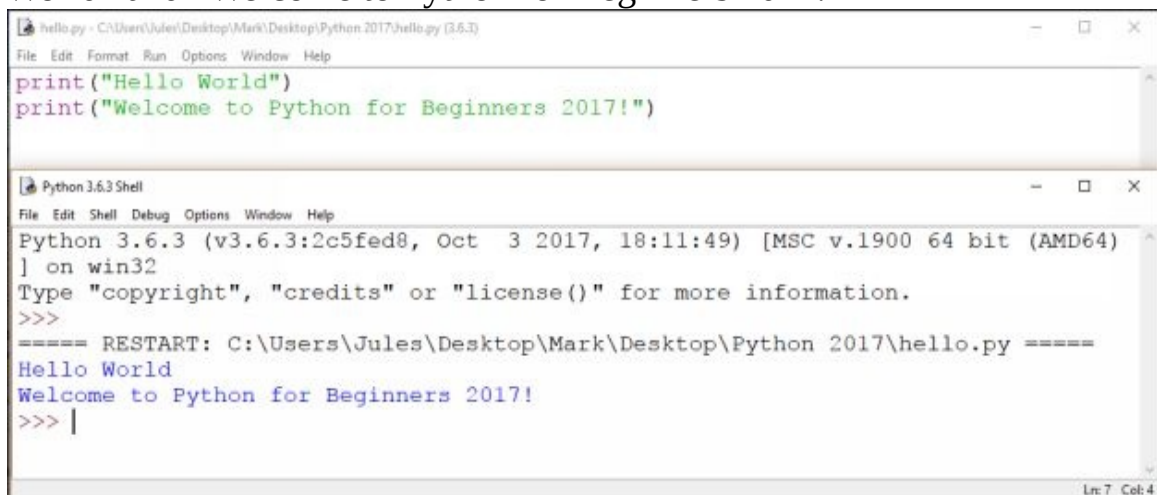 hello.py - C:\Users\Jules\Desktop\Mark\Desktop\Python 2017\hello.py (3.6.3)
File Edit Format Run Options Window Help
print("Hello World")
print("Welcome to Python for Beginners 2017!")
Python 3.6.3 Shell
File Edit Shell Debug Options Window Help
Python 3.6.3 (v3.6.3:2c5fed8, Oct  3 2017, 18:11:49) [MSC v.1900 64 bit (AMD64)
] on win32
Type "copyright", "credits" or "license()" for more information.
>>>
===== RESTART: C:\Users\Jules\Desktop\Mark\Desktop\Python 2017\hello.py =====
Hello World
Welcome to Python for Beginners 2017!
>>>
Ln: 7 Col: 4